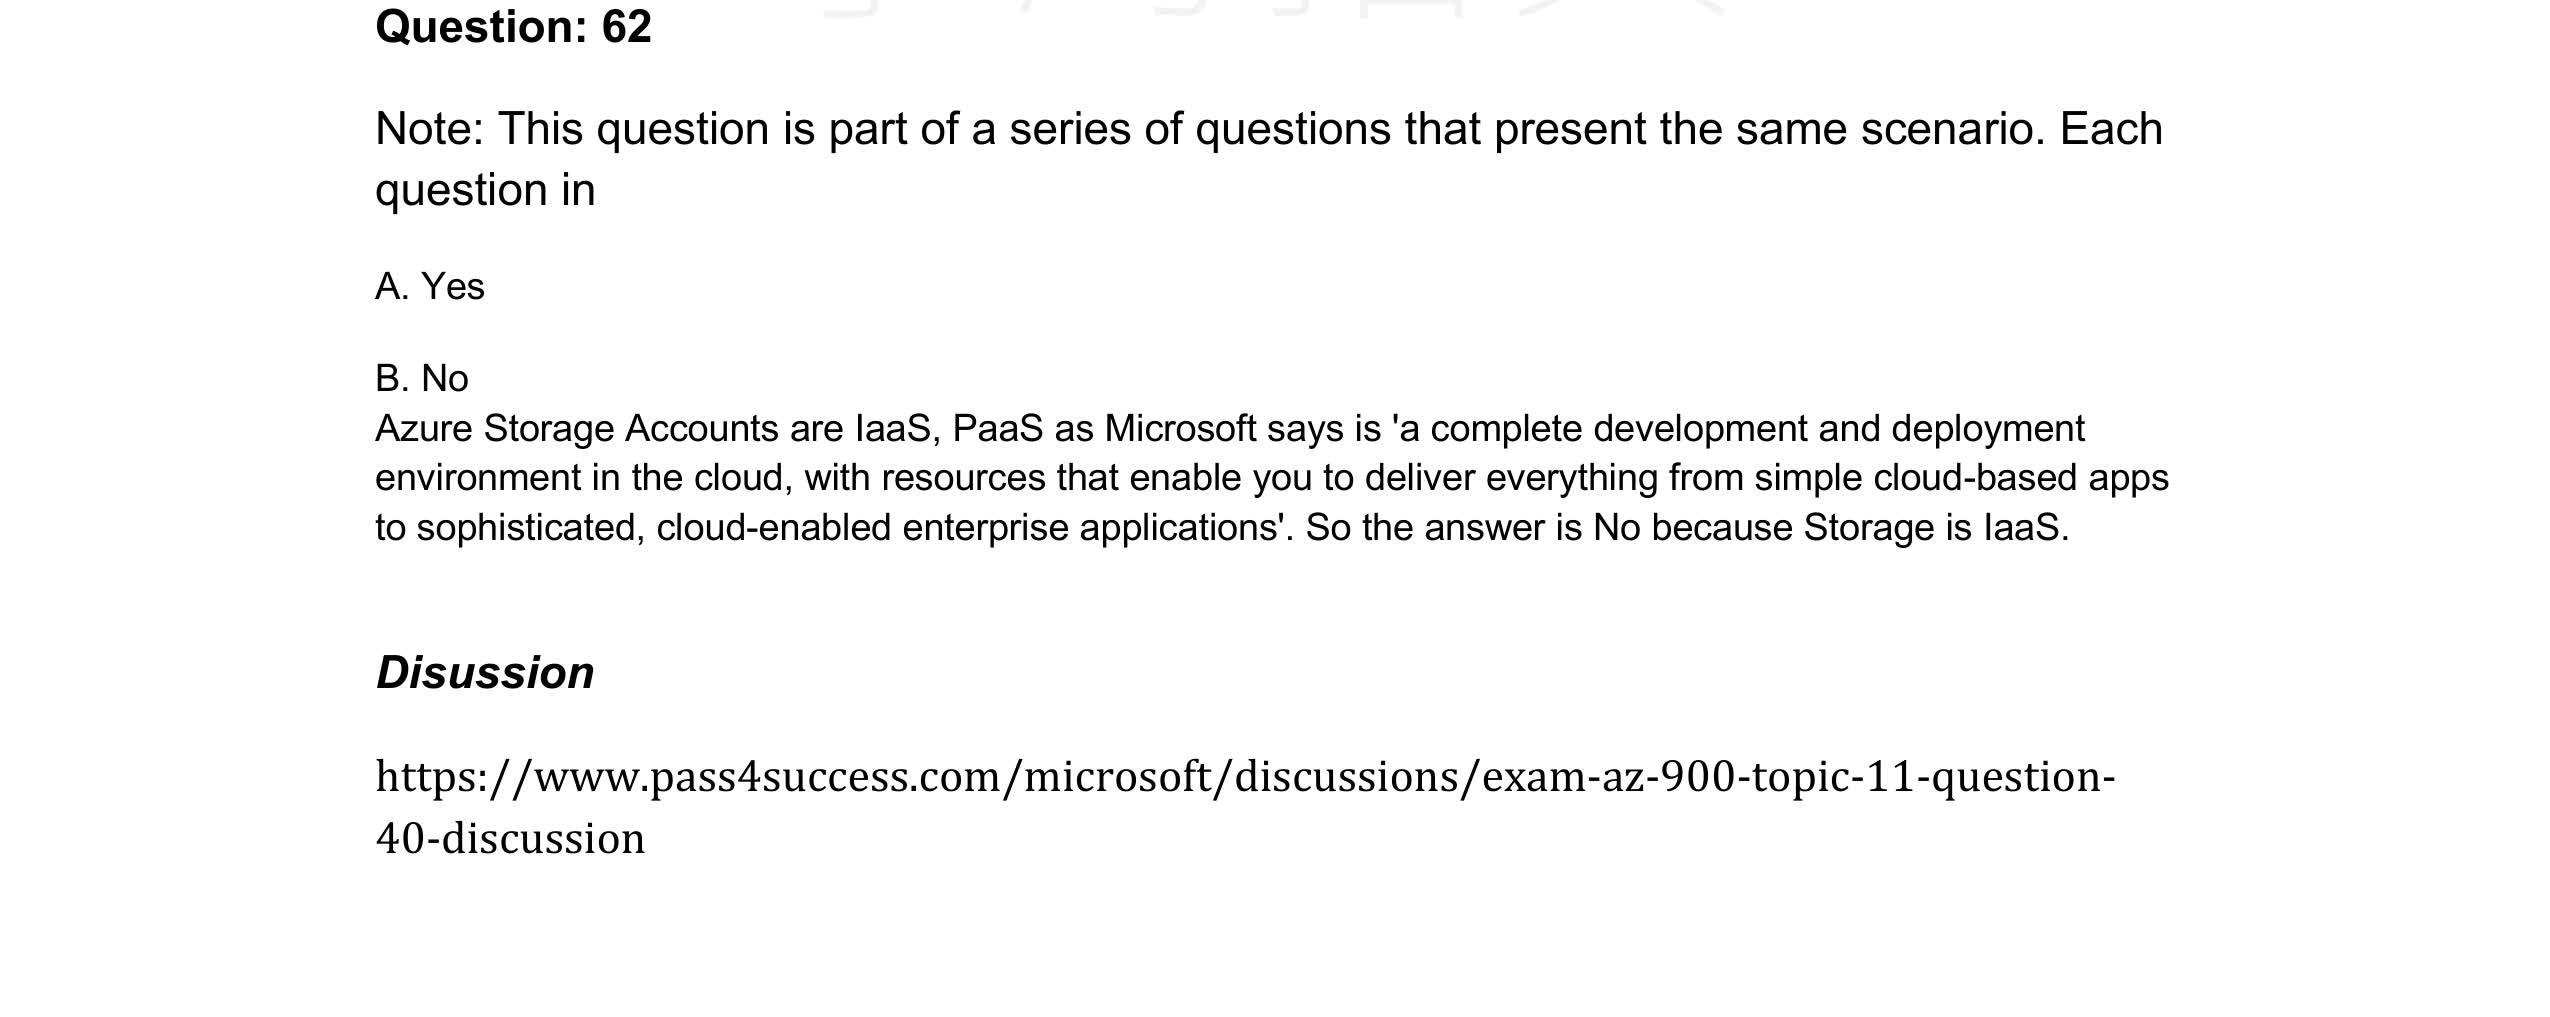 Question: 62
Note: This question is part of a series of questions that present the same scenario. Each
question in
A. Yes
B. No
Azure Storage Accounts are IaaS, PaaS as Microsoft says is 'a complete development and deployment
environment in the cloud, with resources that enable you to deliver everything from simple cloud-based apps
to sophisticated, cloud-enabled enterprise applications'. So the answer is No because Storage is IaaS.
Disussion
https://www.pass4success.com/microsoft/discussions/exam-az-900-topic-11-question-
40-discussion